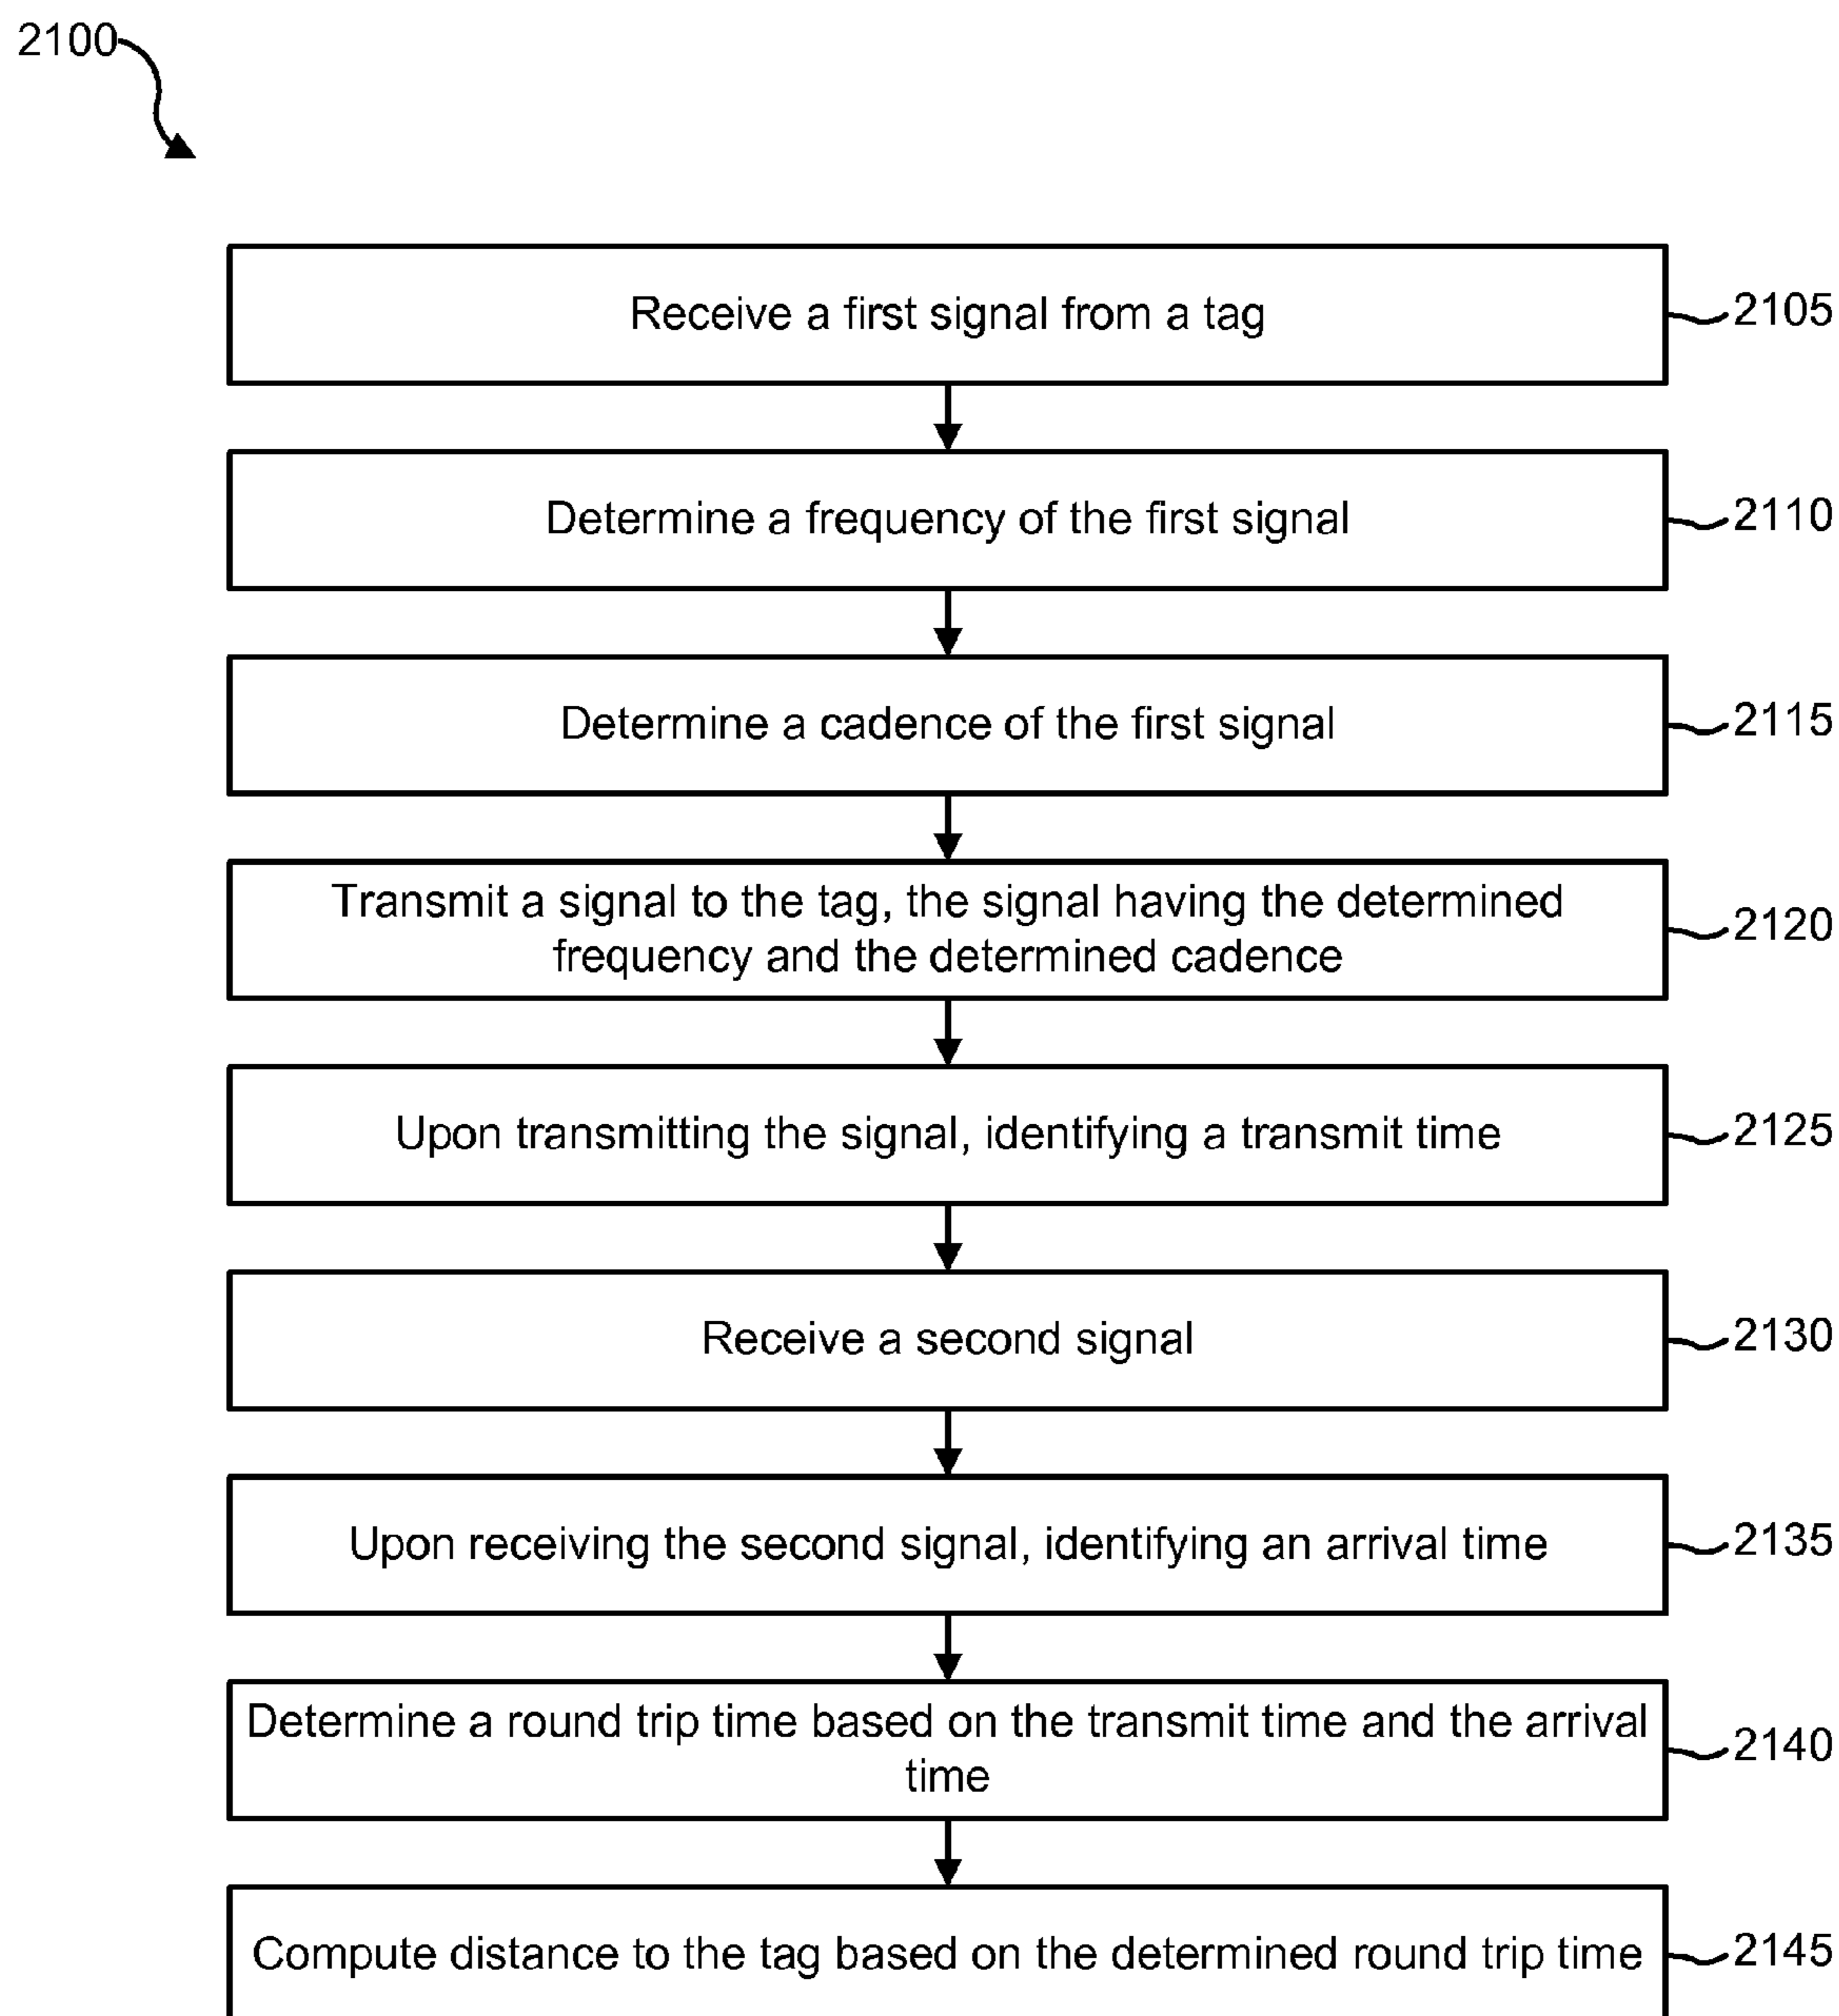 2100
Receive a first signal from a tag
2105
Determine a frequency of the first signal
2110
Determine a cadence of the first signal
2115
Transmit a signal to the tag, the signal having the determined
frequency and the determined cadence
2120
Upon transmitting the signal, identifying a transmit time
2125
Receive a second signal
2130
Upon receiving the second signal, identifying an arrival time
2135
Determine a round trip time based on the transmit time and the arrival
time
2140
Compute distance to the tag based on the determined round trip time
2145